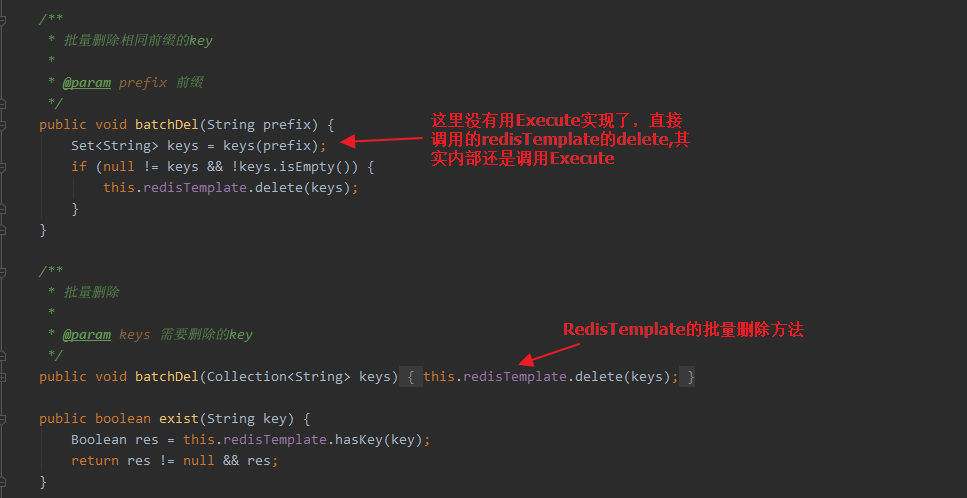 /**
 * 批量删除相同前缀的key
 *
 * @param prefix 前缀
 */
public void batchDel(String prefix) {
    Set<String> keys = keys(prefix);
    if (null != keys && !keys.isEmpty()) {
        this.redisTemplate.delete(keys);
    }
}
这里没有用Execute实现了，直接
调用的redisTemplate的delete,其
实内部还是调用Execute
/**
 * 批量删除
 *
 * @param keys 需要删除的key
 */
RedisTemplate的批量删除方法
public void batchDel(Collection<String> keys) { this.redisTemplate.delete(keys); }
public boolean exist(String key) {
    Boolean res = this.redisTemplate.hasKey(key);
    return res != null && res;
}